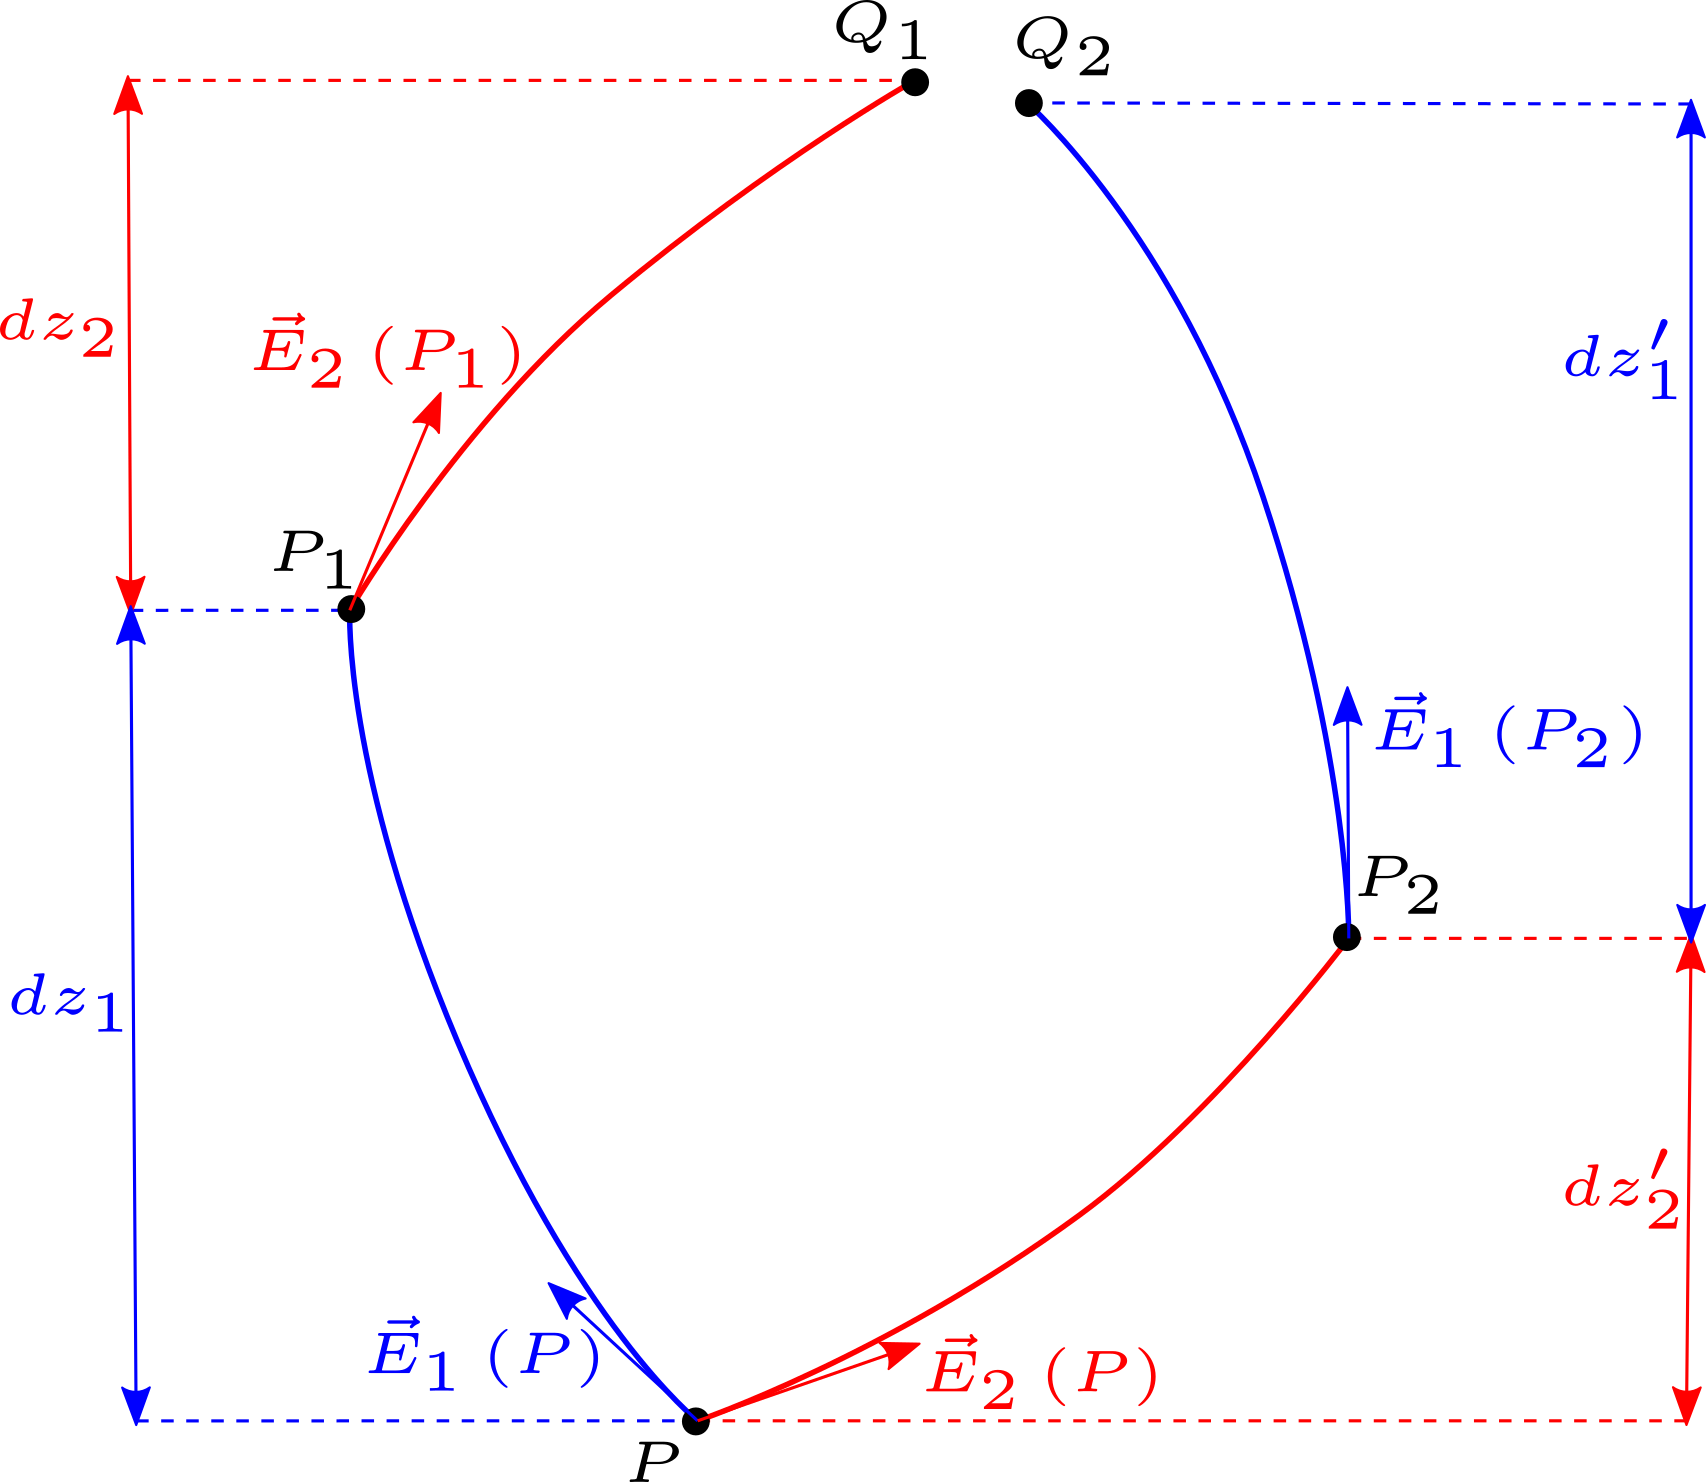 Q₁
Q₂
dz₂
E⃗₂ (P₁)
dz′₁
P₁
E⃗₁ (P₂)
P₂
dz₁
dz′₂
E⃗₁ (P)
E⃗₂ (P)
P